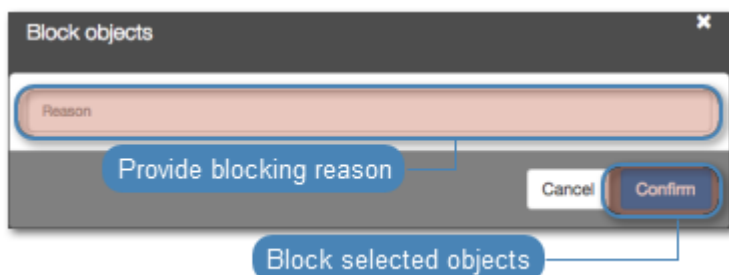 Block objects
Reason
Provide blocking reason
Cancel
Confirm
Block selected objects